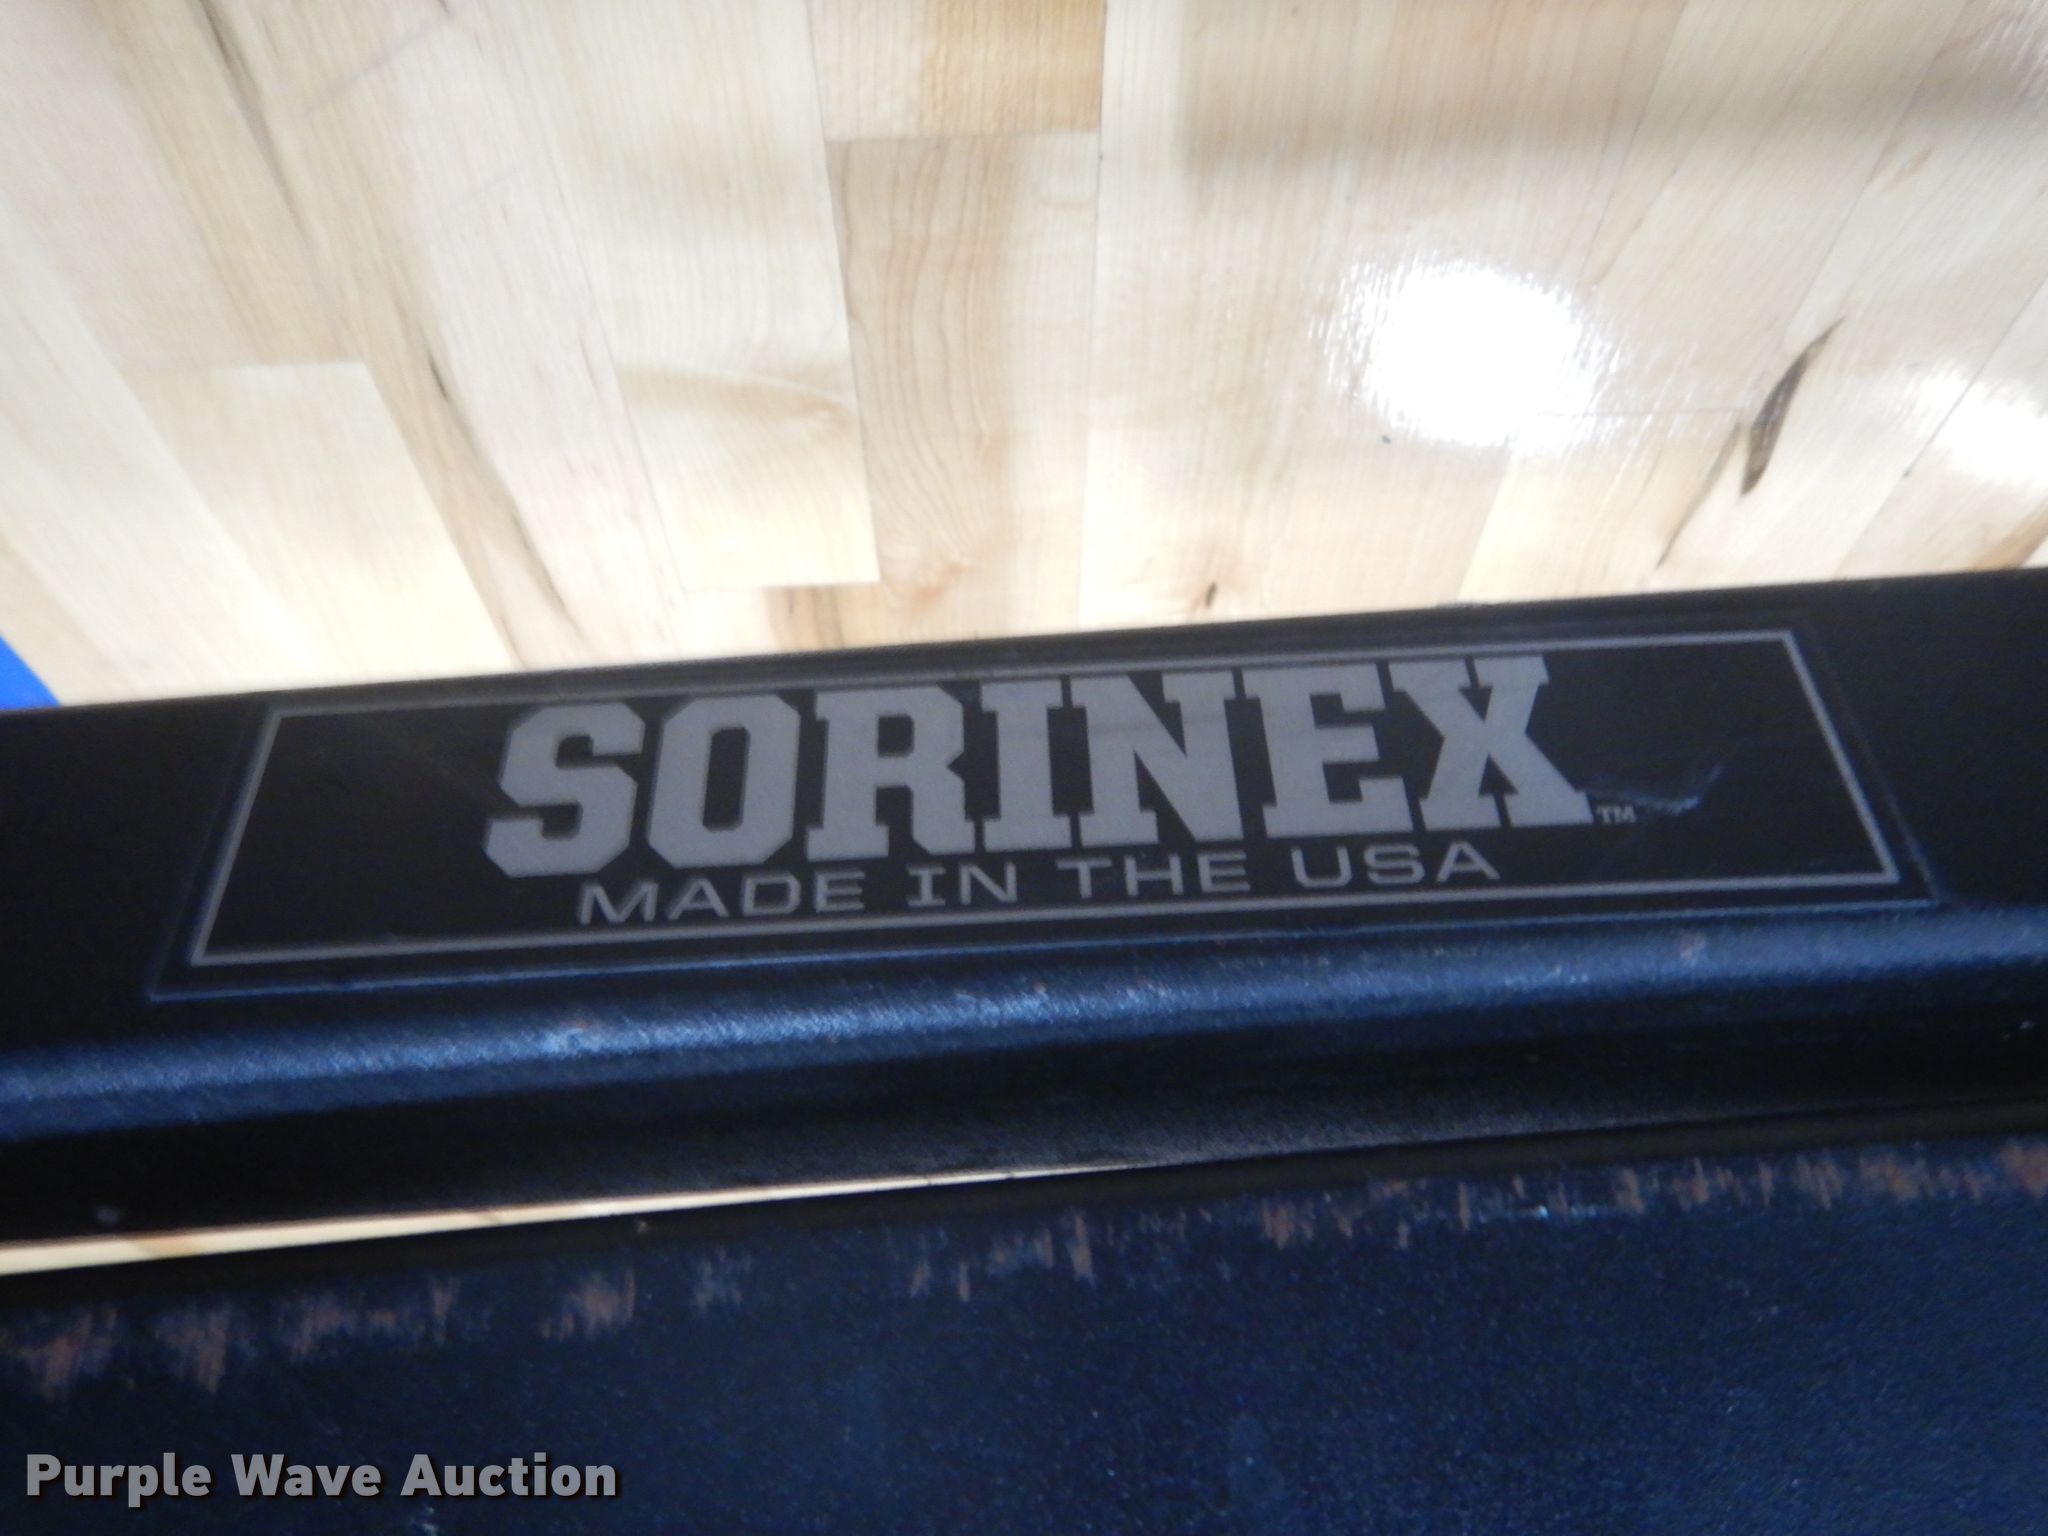 SORINEX™
MADE IN THE USA
Purple Wave Auction